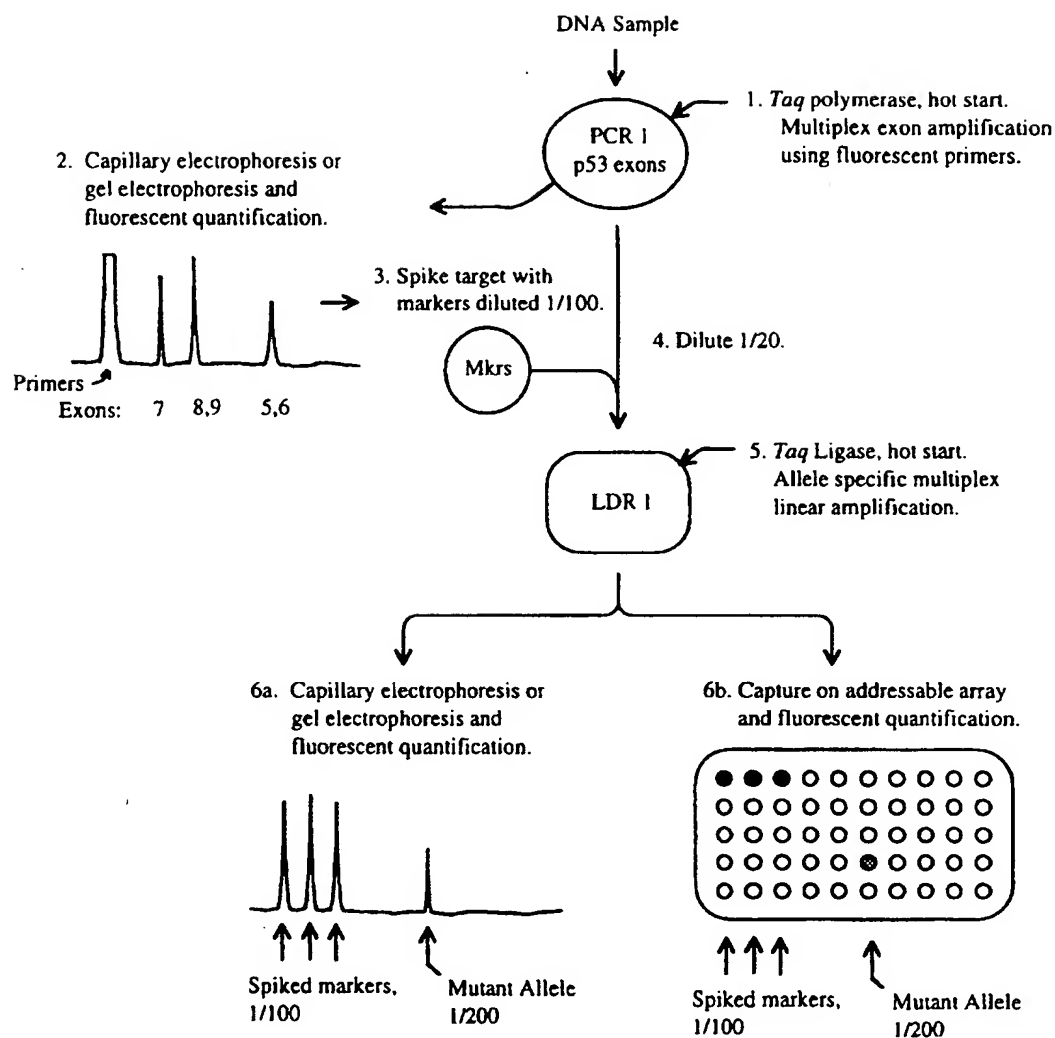 DNA Sample
PCR 1
p53 exons
1. Taq polymerase, hot start.
Multiplex exon amplification
using fluorescent primers.
2. Capillary electrophoresis or
gel electrophoresis and
fluorescent quantification.
3. Spike target with
markers diluted 1/100.
Mkrs
4. Dilute 1/20.
Primers
Exons: 7 8,9 5,6
5. Taq Ligase, hot start.
Allele specific multiplex
linear amplification.
LDR 1
6a. Capillary electrophoresis or
gel electrophoresis and
fluorescent quantification.
6b. Capture on addressable array
and fluorescent quantification.
Spiked markers,
1/100
Mutant Allele
1/200
Spiked markers,
1/100
Mutant Allele
1/200